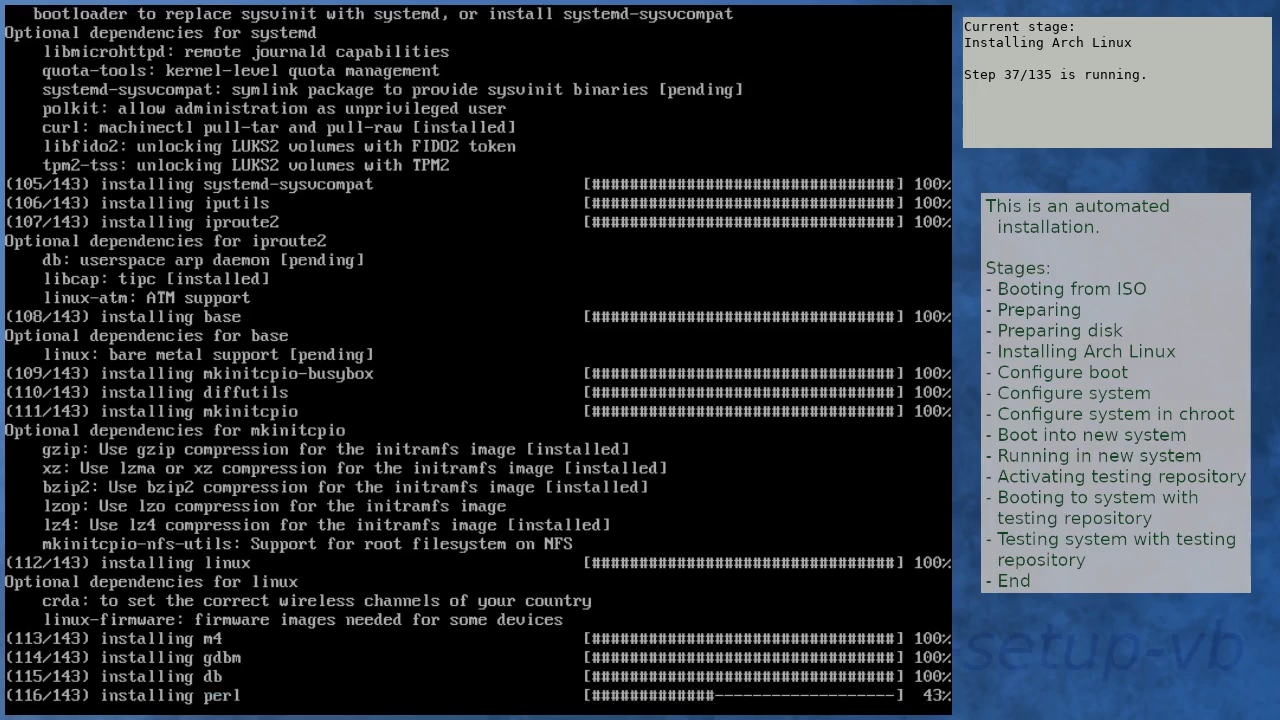 bootloader to replace sysvinit with systemd, or install systemd-sysvcompat
Optional dependencies for systemd
libmicrohttpd: remote journald capabilities
quota-tools: kernel-level quota management
systemd-sysvcompat: symlink package to provide sysvinit binaries [pending]
polkit: allow administration as unprivileged user
curl: machinectl pull-tar and pull-raw [installed]
libfido2: unlocking LUKS2 volumes with FIDO2 token
tpm2-tss: unlocking LUKS2 volumes with TPM2
(105/143) installing systemd-sysvcompat [################################] 100%
(106/143) installing iputils [################################] 100%
(107/143) installing iproute2 [################################] 100%
Optional dependencies for iproute2
db: userspace arp daemon [pending]
libcap: tipc [installed]
linux-atm: ATM support
(108/143) installing base [################################] 100%
Optional dependencies for base
linux: bare metal support [pending]
(109/143) installing mkinitcpio-busybox [################################] 100%
(110/143) installing diffutils [################################] 100%
(111/143) installing mkinitcpio [################################] 100%
Optional dependencies for mkinitcpio
gzip: Use gzip compression for the initramfs image [installed]
xz: Use lzma or xz compression for the initramfs image [installed]
bzip2: Use bzip2 compression for the initramfs image [installed]
lzop: Use lzo compression for the initramfs image
lz4: Use lz4 compression for the initramfs image [installed]
mkinitcpio-nfs-utils: Support for root filesystem on NFS
(112/143) installing linux [################################] 100%
Optional dependencies for linux
crda: to set the correct wireless channels of your country
linux-firmware: firmware images needed for some devices
(113/143) installing m4 [################################] 100%
(114/143) installing gdbm [################################] 100%
(115/143) installing db [################################] 100%
(116/143) installing perl [#############-------------------] 43%
Current stage:
Installing Arch Linux
Step 37/135 is running.
This is an automated
installation.
Stages:
- Booting from ISO
- Preparing
- Preparing disk
- Installing Arch Linux
- Configure boot
- Configure system
- Configure system in chroot
- Boot into new system
- Running in new system
- Activating testing repository
- Booting to system with
testing repository
- Testing system with testing
repository
- End
setup-vb